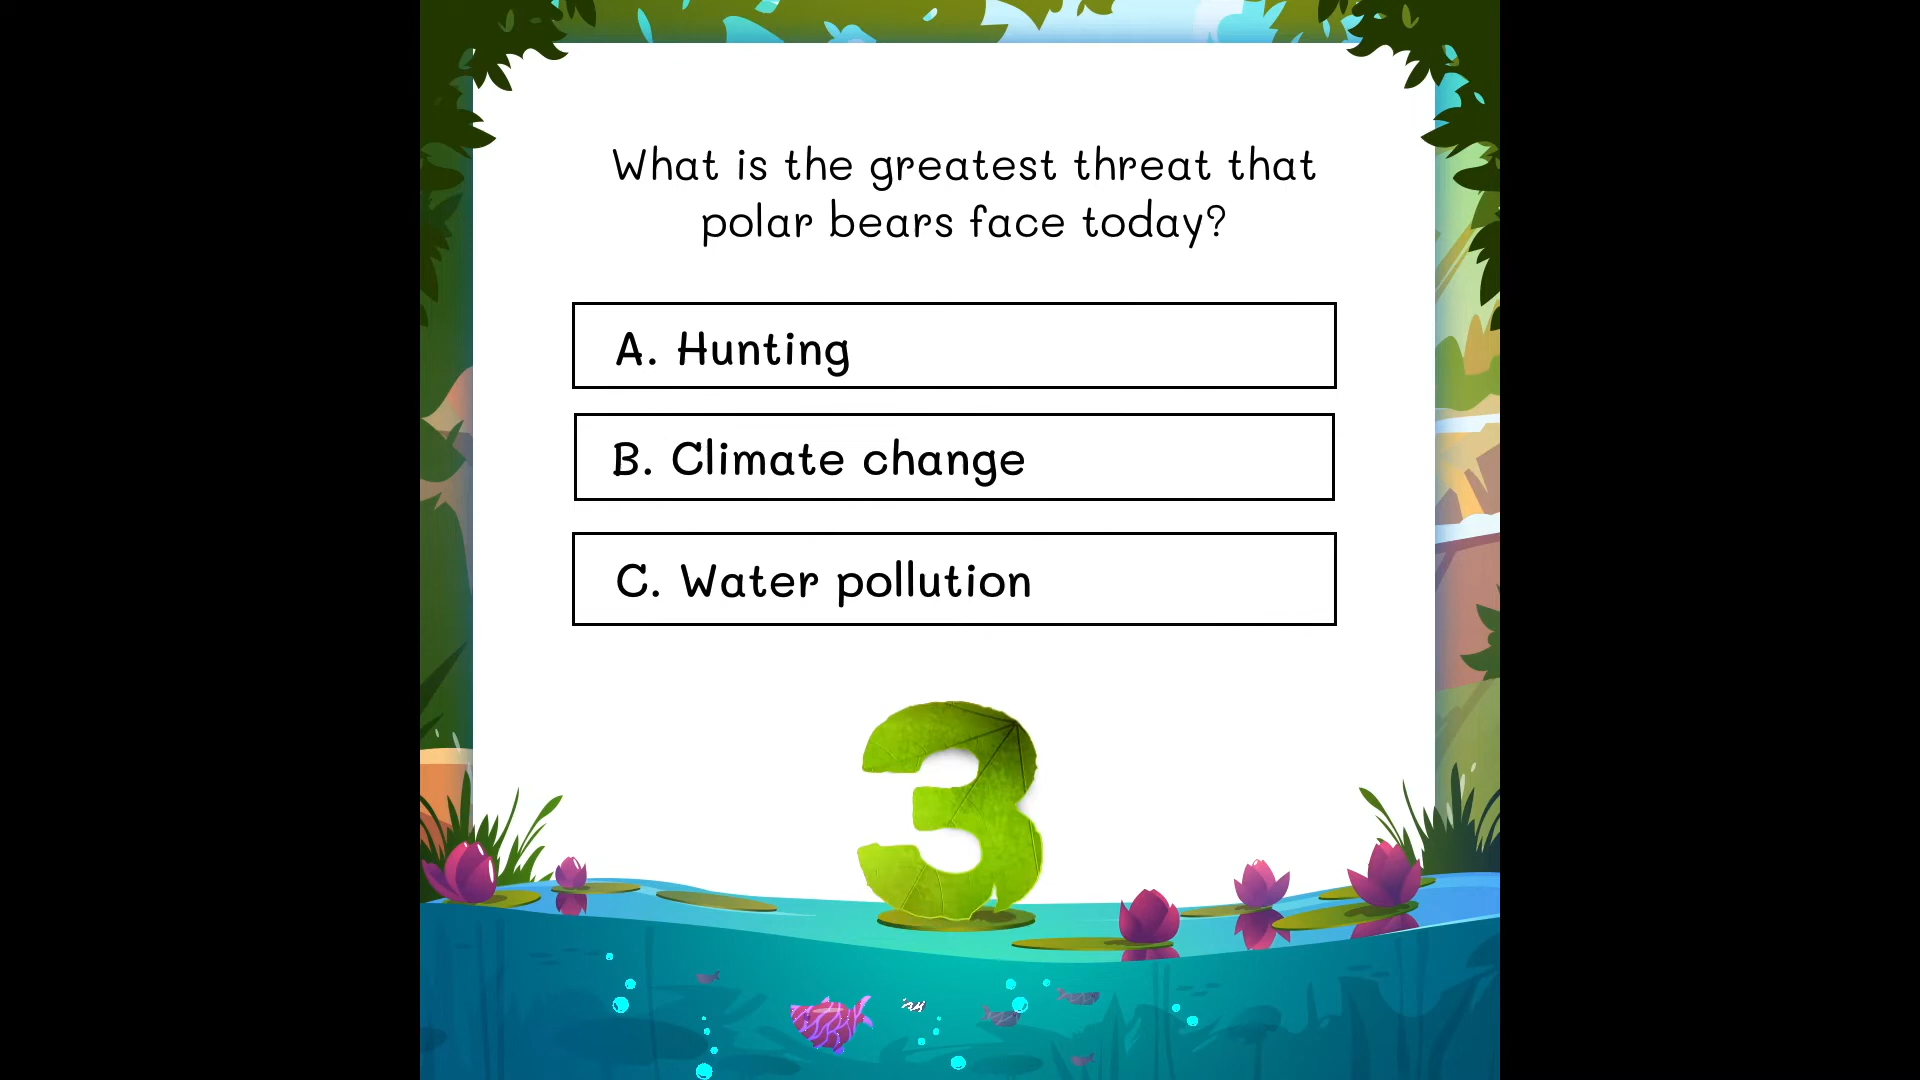 What is the greatest threat that
polar bears face today?
A. Hunting
B. Climate change
C. Water pollution
3